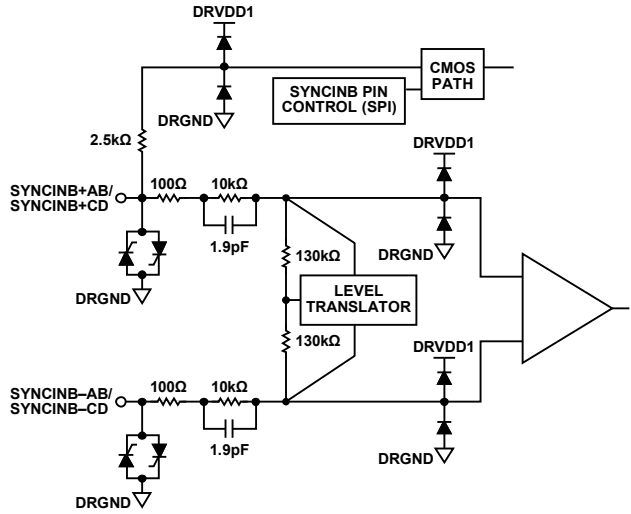 DRVDD1
CMOS
PATH
SYNCINB PIN
CONTROL (SPI)
DRGND
2.5kΩ
DRVDD1
SYNCINB+AB/
SYNCINB+CD
100Ω
10kΩ
1.9pF
DRGND
130kΩ
DRGND
LEVEL
TRANSLATOR
130kΩ
DRVDD1
SYNCINB–AB/
SYNCINB–CD
100Ω
10kΩ
1.9pF
DRGND
DRGND